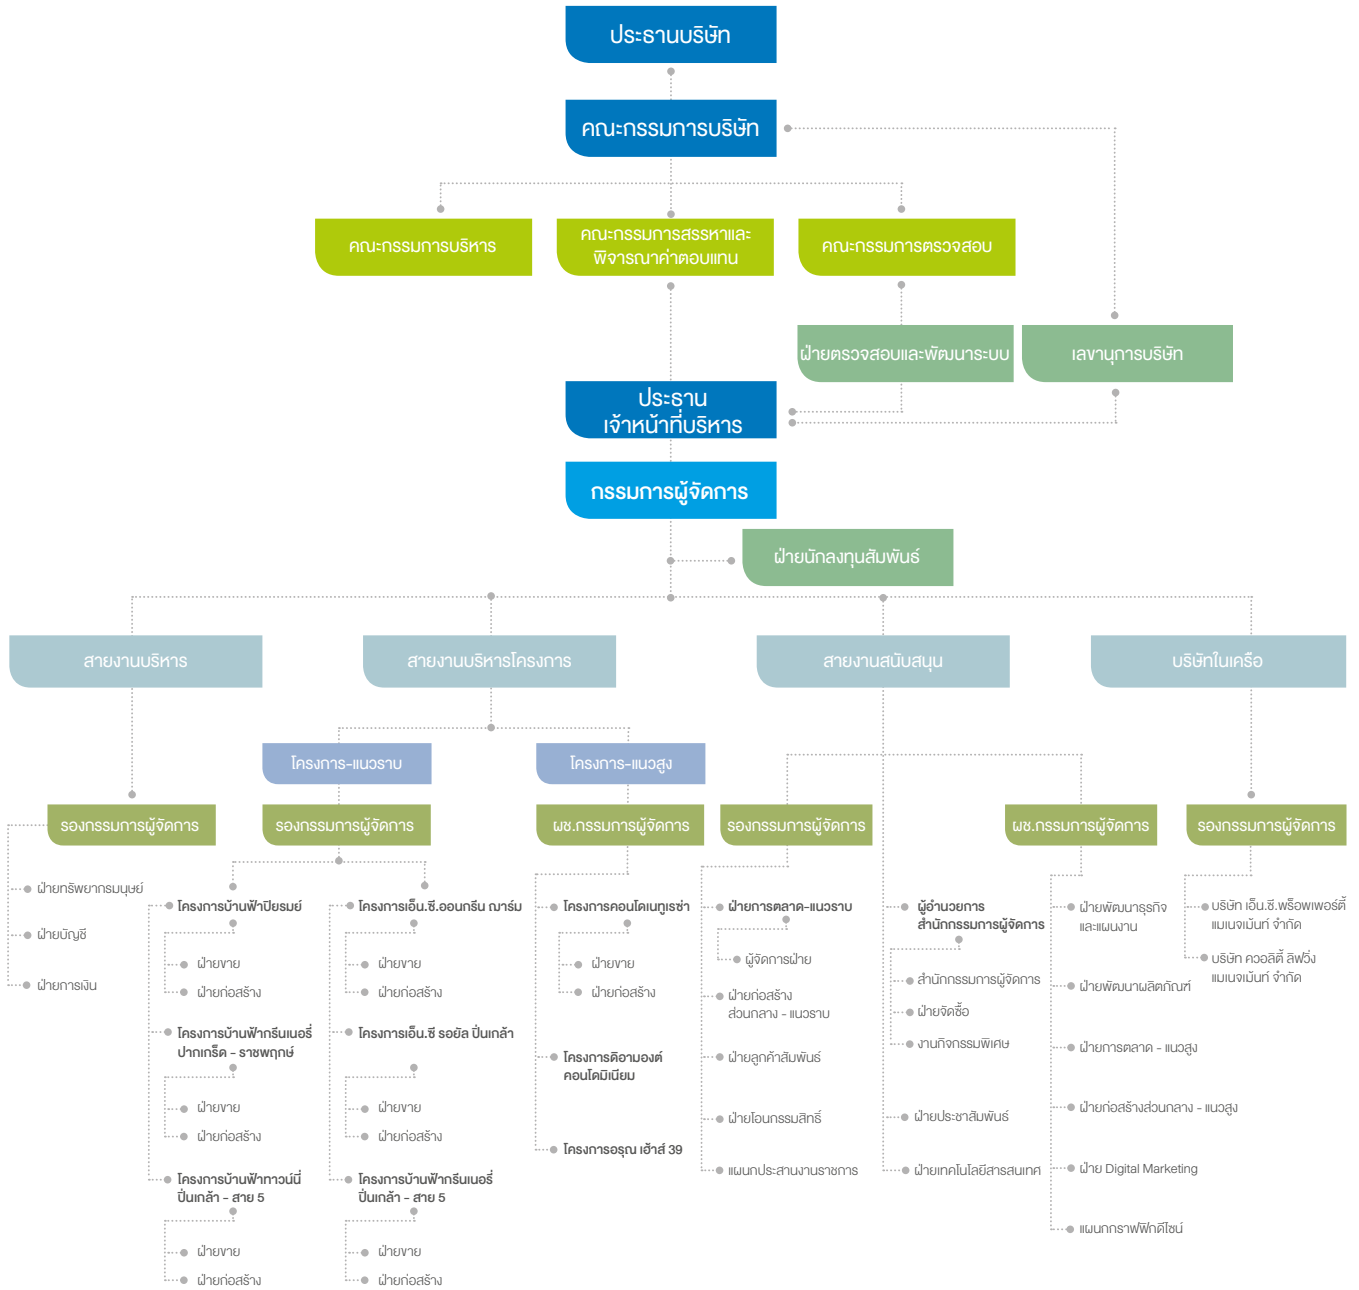 ประธานบริษัท
คณะกรรมการบริษัท
คณะกรรมการบริหาร
คณะกรรมการสรรหาและ
พิจารณาค่าตอบแทน
คณะกรรมการตรวจสอบ
ฝ่ายตรวจสอบและพัฒนาระบบ
เลขานุการบริษัท
ประธาน
เจ้าหน้าที่บริหาร
กรรมการผู้จัดการ
ฝ่ายนักลงทุนสัมพันธ์
สายงานบริหาร
สายงานบริหารโครงการ
สายงานสนับสนุน
บริษัทในเครือ
โครงการ-แนวราบ
โครงการ-แนวสูง
รองกรรมการผู้จัดการ
รองกรรมการผู้จัดการ
ผช.กรรมการผู้จัดการ
รองกรรมการผู้จัดการ
ผช.กรรมการผู้จัดการ
รองกรรมการผู้จัดการ
ฝ่ายทรัพยากรมนุษย์
ฝ่ายบัญชี
ฝ่ายการเงิน
โครงการบ้านฟ้าปิยรมย์
ฝ่ายขาย
ฝ่ายก่อสร้าง
โครงการบ้านฟ้ากรีนเนอรี่
ปากเกร็ด - ราชพฤกษ์
ฝ่ายขาย
ฝ่ายก่อสร้าง
โครงการบ้านฟ้าทาวน์นี่
ปิ่นเกล้า - สาย 5
ฝ่ายขาย
ฝ่ายก่อสร้าง
โครงการเอ็น.ซี.ออนกรีน ฌาร์ม
ฝ่ายขาย
ฝ่ายก่อสร้าง
โครงการเอ็น.ซี รอยัล ปิ่นเกล้า
ฝ่ายขาย
ฝ่ายก่อสร้าง
โครงการบ้านฟ้ากรีนเนอรี่
ปิ่นเกล้า - สาย 5
ฝ่ายขาย
ฝ่ายก่อสร้าง
โครงการคอนโดเนทูเรซ่า
ฝ่ายขาย
ฝ่ายก่อสร้าง
โครงการดิอามองต์
คอนโดมิเนียม
โครงการอรุณ เฮ้าส์ 39
ฝ่ายการตลาด-แนวราบ
ผู้จัดการฝ่าย
ฝ่ายก่อสร้าง
ส่วนกลาง - แนวราบ
ฝ่ายลูกค้าสัมพันธ์
ฝ่ายโอนกรรมสิทธิ์
แผนกประสานงานราชการ
ผู้อำนวยการ
สำนักกรรมการผู้จัดการ
สำนักกรรมการผู้จัดการ
ฝ่ายจัดซื้อ
งานกิจกรรมพิเศษ
ฝ่ายประชาสัมพันธ์
ฝ่ายเทคโนโลยีสารสนเทศ
ฝ่ายพัฒนาธุรกิจ
และแผนงาน
ฝ่ายพัฒนาผลิตภัณฑ์
ฝ่ายการตลาด - แนวสูง
ฝ่ายก่อสร้างส่วนกลาง - แนวสูง
ฝ่าย Digital Marketing
แผนกกราฟฟิกดีไซน์
บริษัท เอ็น.ซี.พร็อพเพอร์ตี้
แมเนจเม้นท์ จำกัด
บริษัท ควอลิตี้ ลิฟวิ่ง
แมเนจเม้นท์ จำกัด